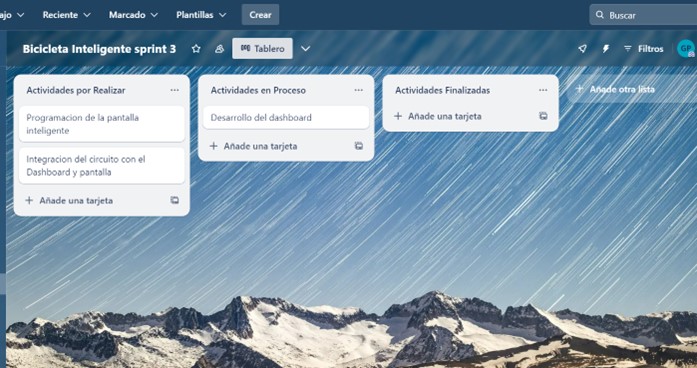 ajo Reciente Marcado Plantillas Crear Buscar
Bicicleta Inteligente sprint 3 Tablero Filtros GP
Actividades por Realizar
Programacion de la pantalla
inteligente
Integracion del circuito con el
Dashboard y pantalla
Añade una tarjeta
Actividades en Proceso
Desarrollo del dashboard
Añade una tarjeta
Actividades Finalizadas
Añade una tarjeta
Añade otra lista